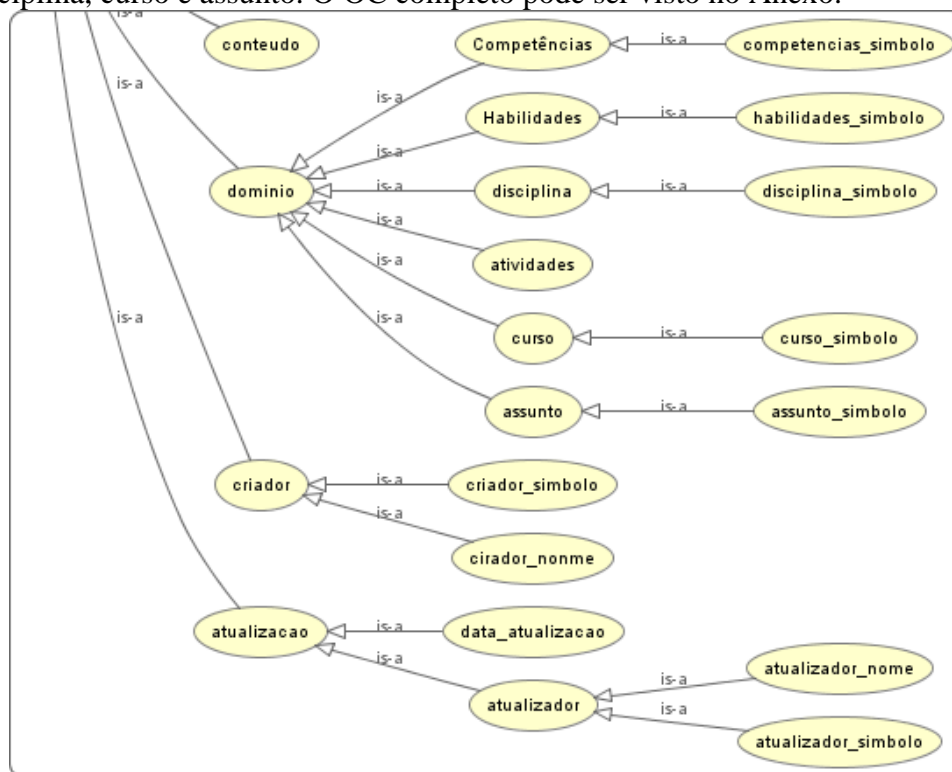 ciplina, curso e assunto. O OC completo pode ser visto no Anexo.
is-a
conteudo
Competências
is-a
competencias_simbolo
is-a
is-a
Habilidades
is-a
habilidades_simbolo
is-a
dominio
is-a
disciplina
is-a
disciplina_simbolo
is-a
atividades
is-a
is-a
is-a
curso
is-a
curso_simbolo
assunto
is-a
assunto_simbolo
criador
is-a
criador_simbolo
is-a
cirador_nonme
atualizacao
is-a
data_atualizacao
is-a
atualizador_nome
is-a
atualizador
is-a
atualizador_simbolo